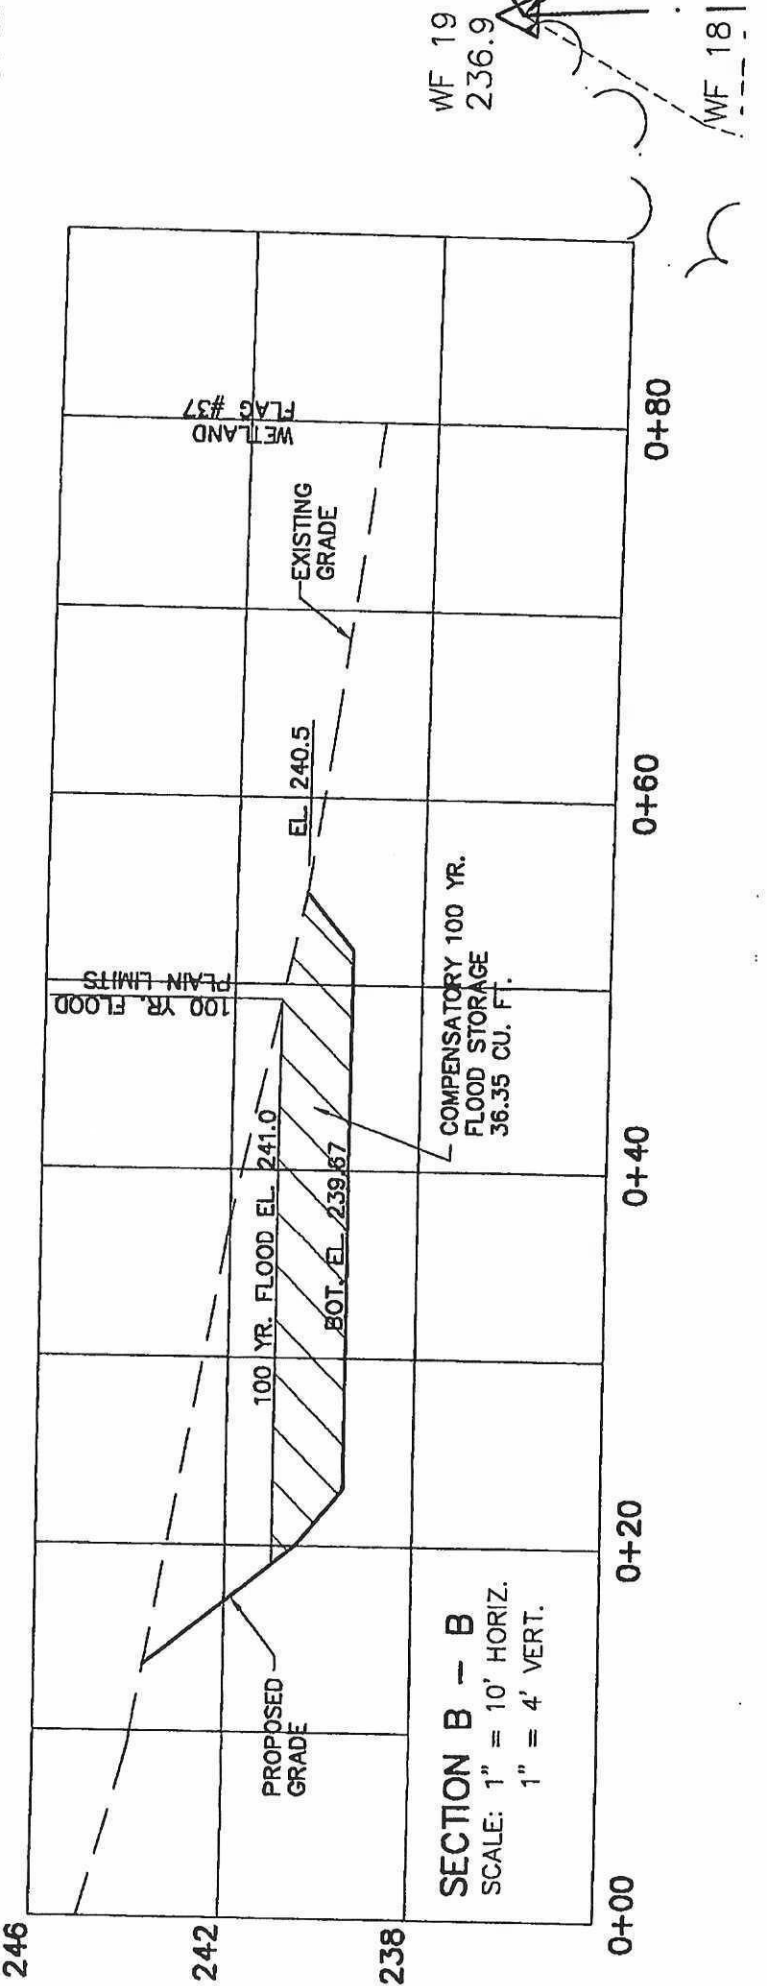 246
242
238
0+00
0+20
0+40
0+60
0+80
SECTION B – B
SCALE: 1" = 10' HORIZ.
1" = 4' VERT.
PROPOSED
GRADE
100 YR. FLOOD EL. 241.0
BOT. EL. 239.67
100 YR. FLOOD
PLAIN LIMITS
COMPENSATORY 100 YR.
FLOOD STORAGE
36.35 CU. FT.
EL. 240.5
EXISTING
GRADE
WETLAND
FLAG #37
WF 19
236.9
WF 18